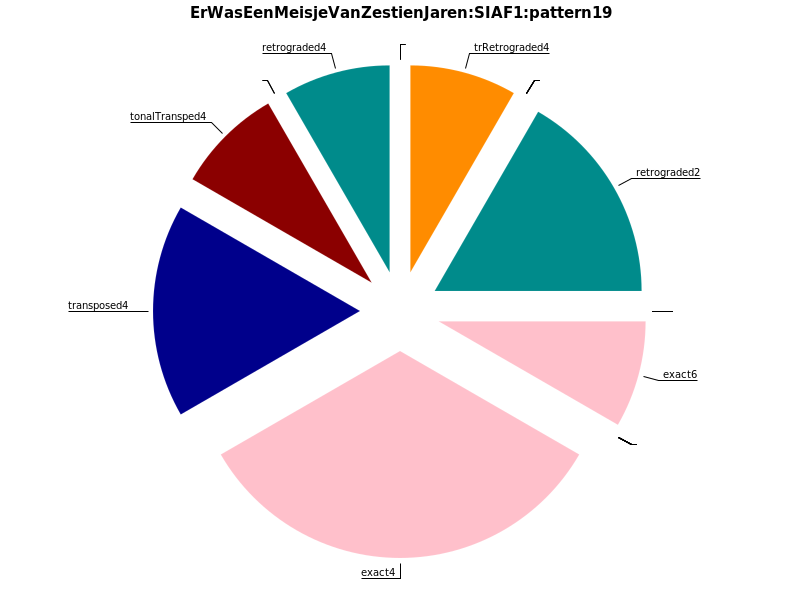 ErWasEenMeisjeVanZestienJaren:SIAF1:pattern19
retrograded4
trRetrograded4
tonalTransped4
retrograded2
transposed4
exact6
exact4